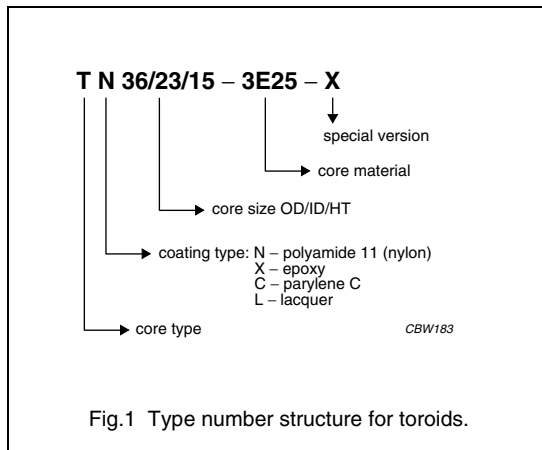 T N 36/23/15 – 3E25 – X
special version
core material
core size OD/ID/HT
coating type: N – polyamide 11 (nylon)
X – epoxy
C – parylene C
L – lacquer
core type
CBW183
Fig.1 Type number structure for toroids.